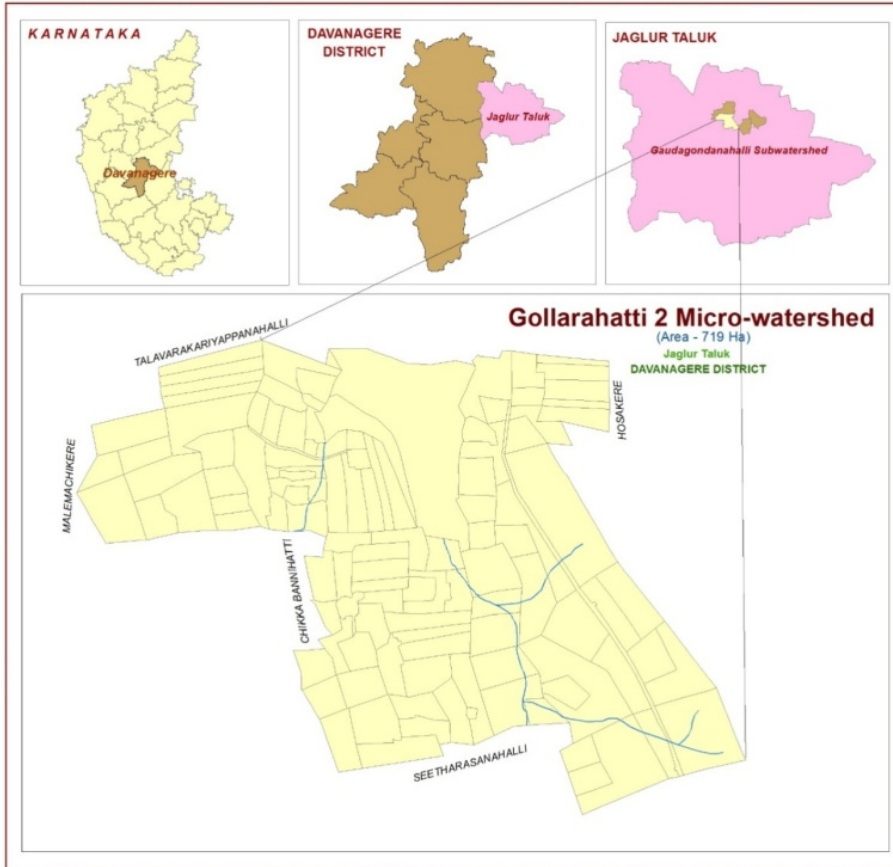 KARNATAKA
Davanagere
DAVANAGERE
DISTRICT
Jaglur Taluk
JAGLUR TALUK
Gaudagondanahalli Subwatershed
Gollarahatti 2 Micro-watershed
(Area - 719 Ha)
Jaglur Taluk
DAVANAGERE DISTRICT
TALAVARAKARIYAPPANAHALLI
HOSAKERE
MALEMACHIKERE
CHIKKA BANNIHATTI
SEETHARASANAHALLI